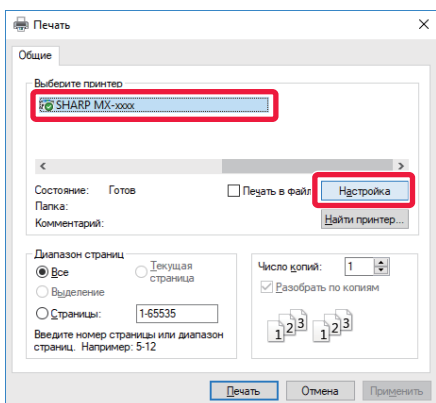 Печать
Общие
Выберите принтер
SHARP MX-xxxx
Состояние: Готов
Папка:
Комментарий:
Печать в файл
Настройка
Найти принтер...
Диапазон страниц
Все
Текущая
страница
Выделение
Страницы: 1-65535
Введите номер страницы или диапазон
страниц. Например: 5-12
Число копий: 1
Разобрать по копиям
1 2 3 1 2 3
Печать Отмена Применить